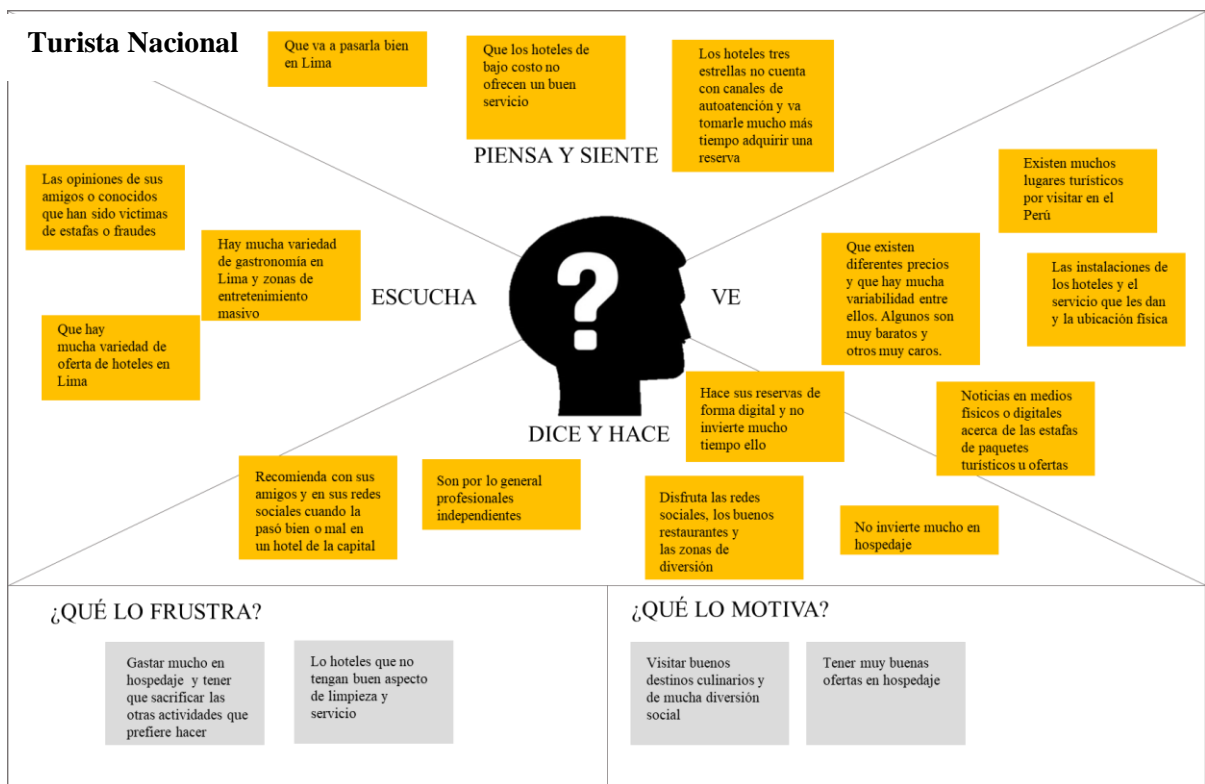 Turista Nacional
Que va a pasarla bien
en Lima
Que los hoteles de
bajo costo no
ofrecen un buen
servicio
Los hoteles tres
estrellas no cuenta
con canales de
autoatención y va
tomarle mucho más
tiempo adquirir una
reserva
PIENSA Y SIENTE
Las opiniones de sus
amigos o conocidos
que han sido víctimas
de estafas o fraudes
Hay mucha variedad
de gastronomía en
Lima y zonas de
entretenimiento
masivo
Que hay
mucha variedad de
oferta de hoteles en
Lima
ESCUCHA
?
VE
Existen muchos
lugares turísticos
por visitar en el
Perú
Que existen
diferentes precios
y que hay mucha
variabilidad entre
ellos. Algunos son
muy baratos y
otros muy caros.
Las instalaciones de
los hoteles y el
servicio que les dan
y la ubicación física
Noticias en medios
físicos o digitales
acerca de las estafas
de paquetes
turísticos u ofertas
DICE Y HACE
Hace sus reservas de
forma digital y no
invierte mucho
tiempo ello
Recomienda con sus
amigos y en sus redes
sociales cuando la
pasó bien o mal en
un hotel de la capital
Son por lo general
profesionales
independientes
Disfruta las redes
sociales, los buenos
restaurantes y
las zonas de
diversión
No invierte mucho en
hospedaje
¿QUÉ LO FRUSTRA?
Gastar mucho en
hospedaje y tener
que sacrificar las
otras actividades que
prefiere hacer
Lo hoteles que no
tengan buen aspecto
de limpieza y
servicio
¿QUÉ LO MOTIVA?
Visitar buenos
destinos culinarios y
de mucha diversión
social
Tener muy buenas
ofertas en hospedaje